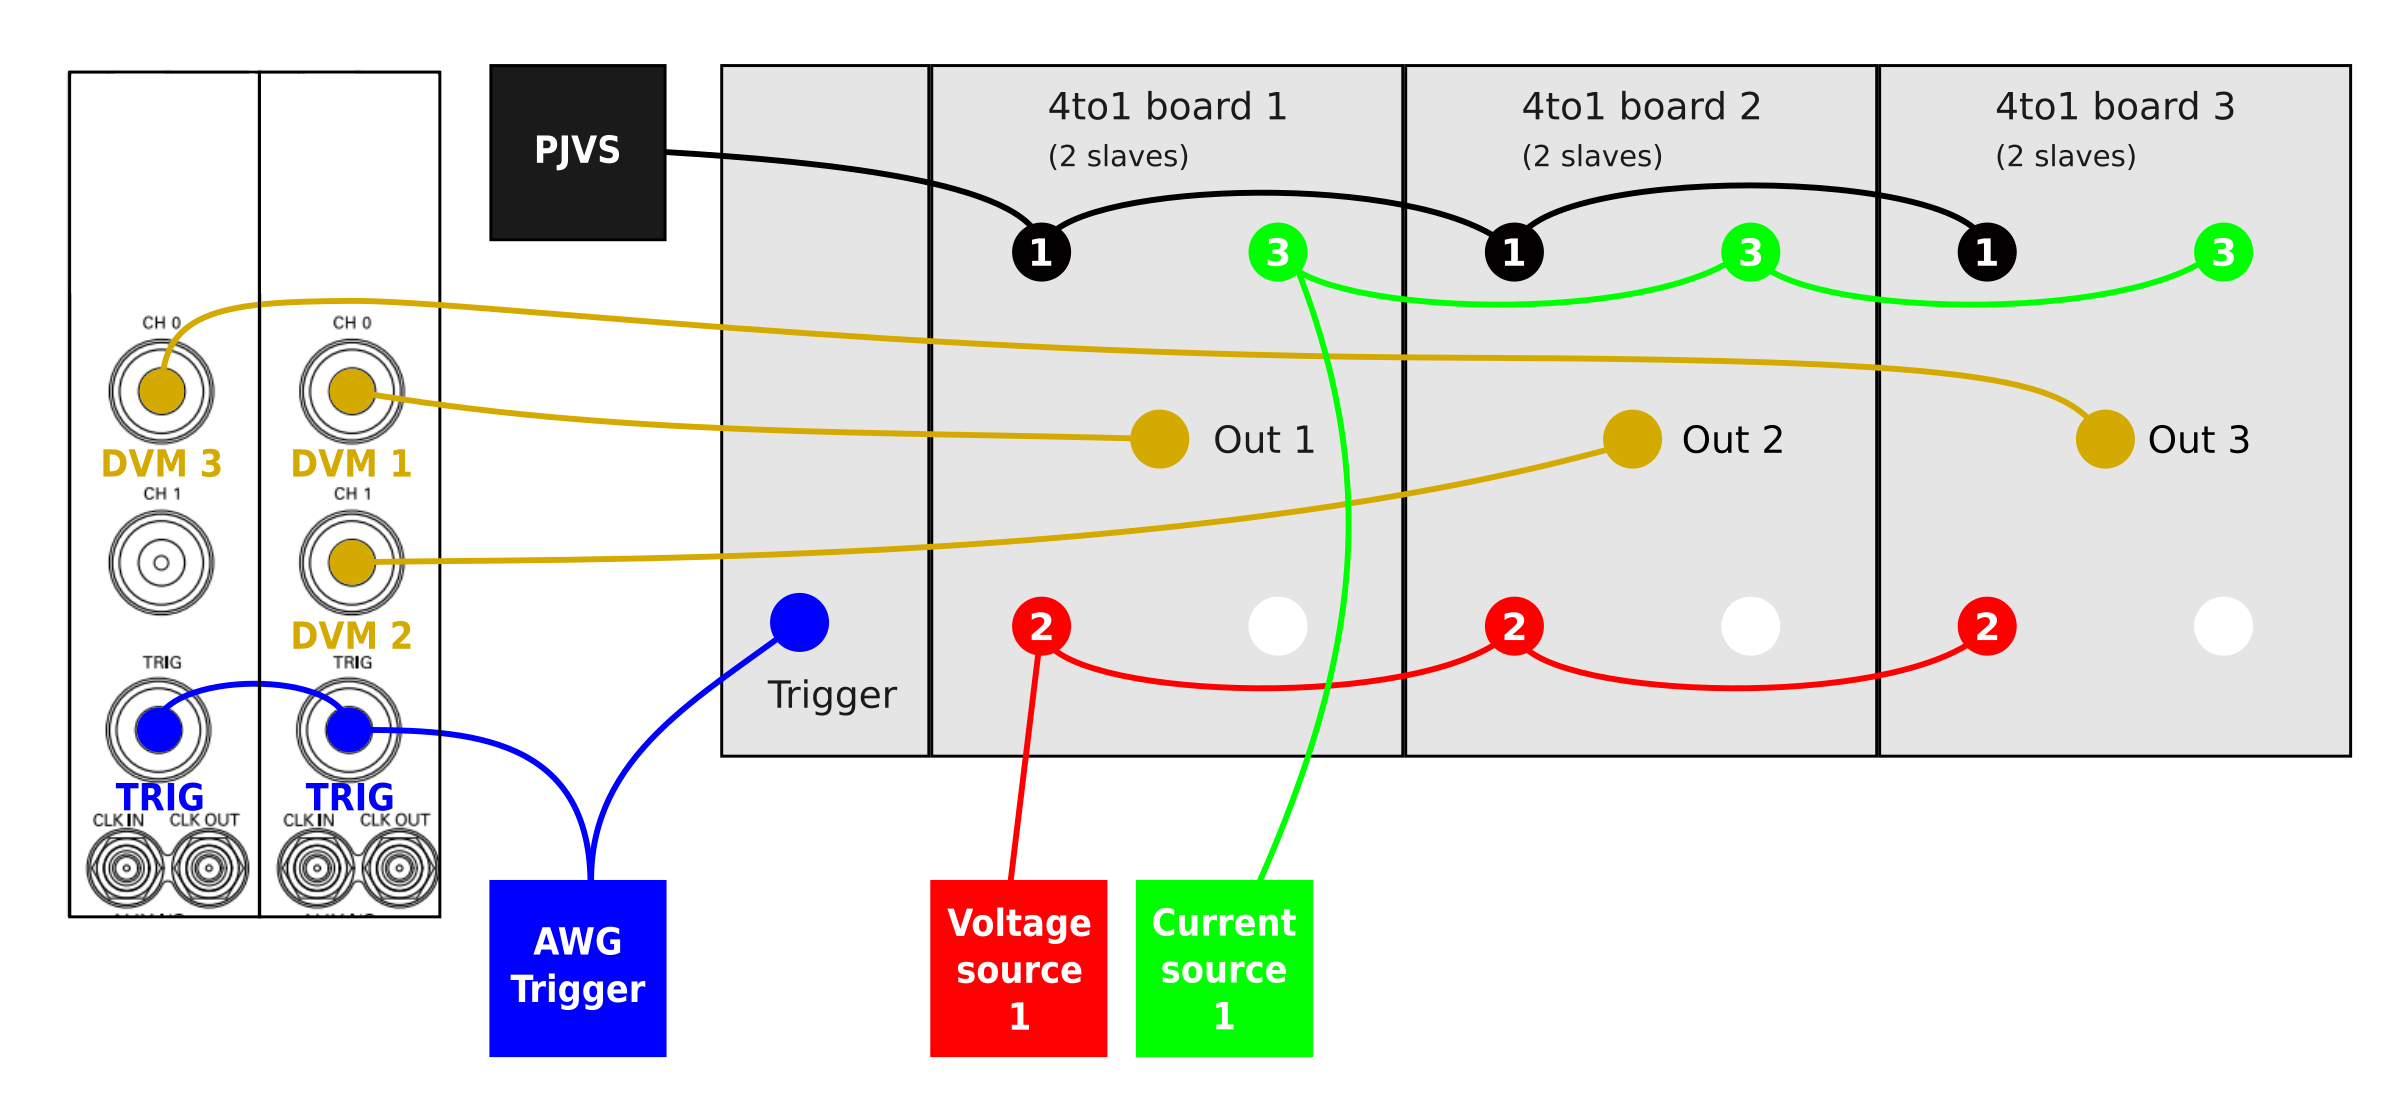 PJVS
4to1 board 1
(2 slaves)
4to1 board 2
(2 slaves)
4to1 board 3
(2 slaves)
1
3
1
3
1
3
CH 0
CH 0
DVM 3
DVM 1
Out 1
Out 2
Out 3
CH 1
CH 1
DVM 2
2
2
2
TRIG
TRIG
Trigger
TRIG
TRIG
CLK IN
CLK OUT
CLK IN
CLK OUT
AWG
Trigger
Voltage
source
1
Current
source
1